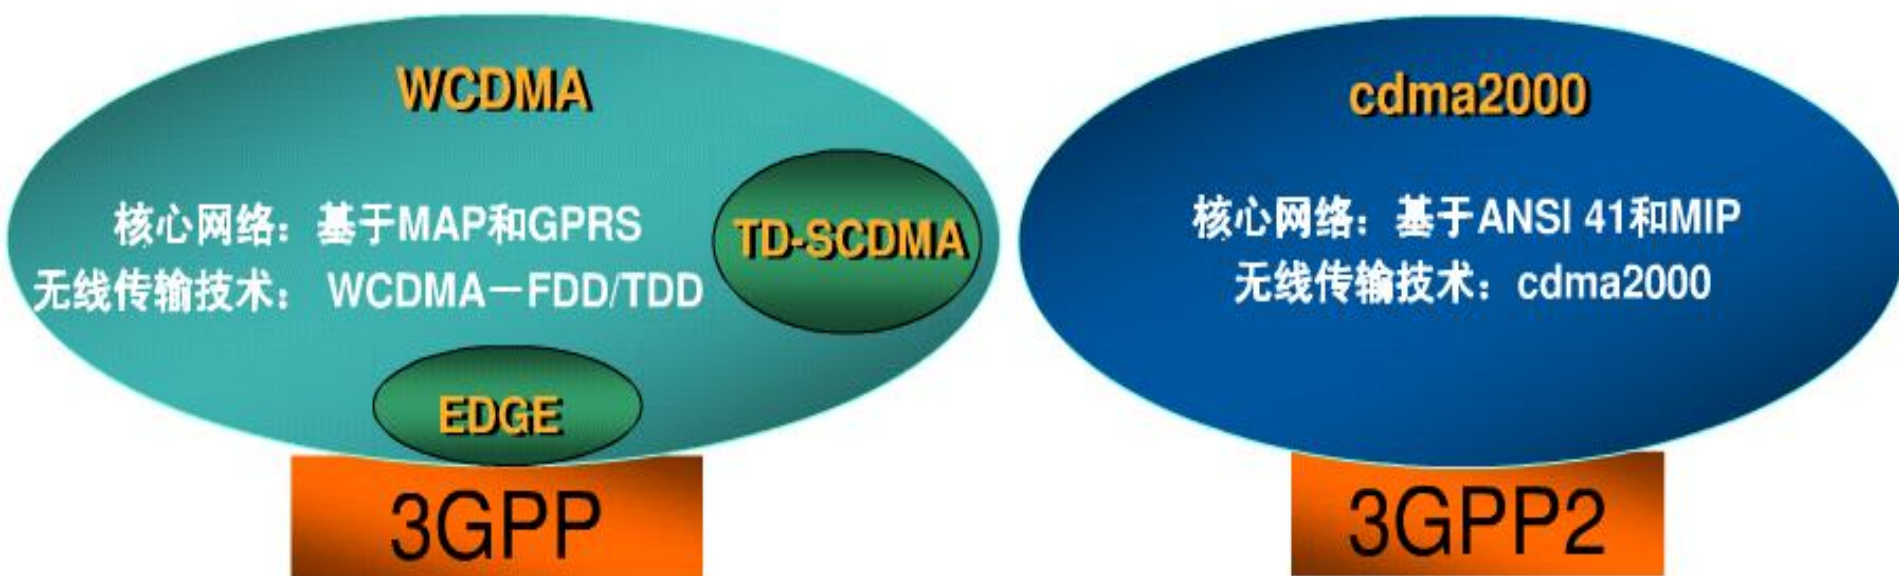 WCDMA
核心网络：基于MAP和GPRS
无线传输技术： WCDMA－FDD/TDD
TD-SCDMA
EDGE
3GPP
cdma2000
核心网络：基于ANSI 41和MIP
无线传输技术：cdma2000
3GPP2